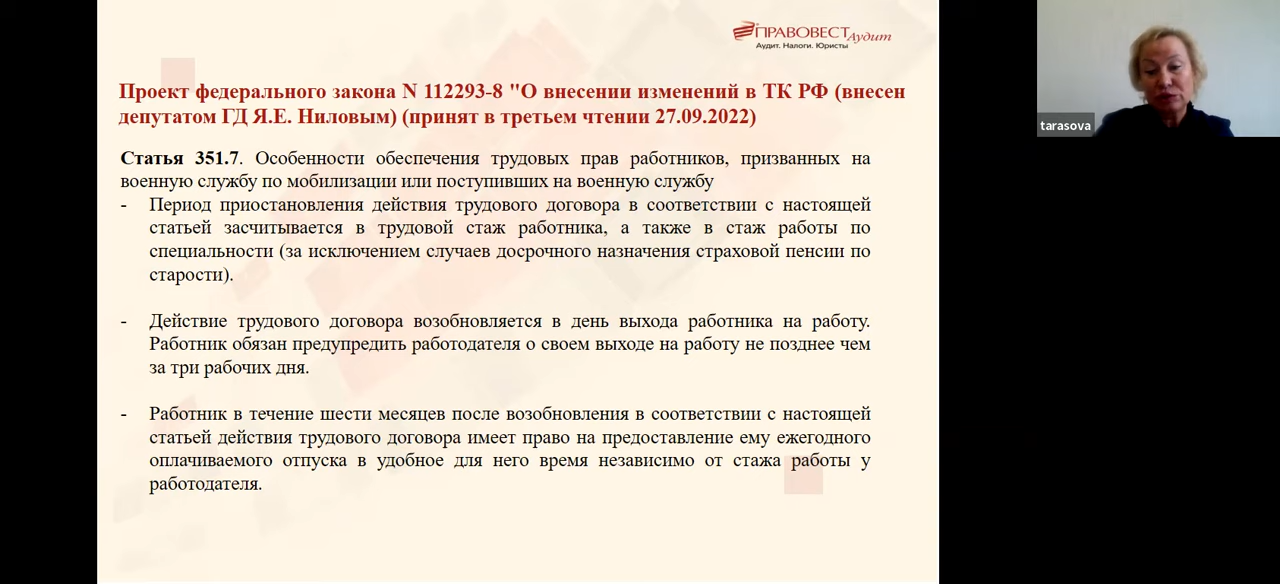 ПРАВОВЕСТ Аудит
Аудит. Налоги. Юристы
tarasova
Проект федерального закона N 112293-8 "О внесении изменений в ТК РФ (внесен
депутатом ГД Я.Е. Ниловым) (принят в третьем чтении 27.09.2022)
Статья 351.7. Особенности обеспечения трудовых прав работников, призванных на
военную службу по мобилизации или поступивших на военную службу
- Период приостановления действия трудового договора в соответствии с настоящей
статьей засчитывается в трудовой стаж работника, а также в стаж работы по
специальности (за исключением случаев досрочного назначения страховой пенсии по
старости).
- Действие трудового договора возобновляется в день выхода работника на работу.
Работник обязан предупредить работодателя о своем выходе на работу не позднее чем
за три рабочих дня.
- Работник в течение шести месяцев после возобновления в соответствии с настоящей
статьей действия трудового договора имеет право на предоставление ему ежегодного
оплачиваемого отпуска в удобное для него время независимо от стажа работы у
работодателя.